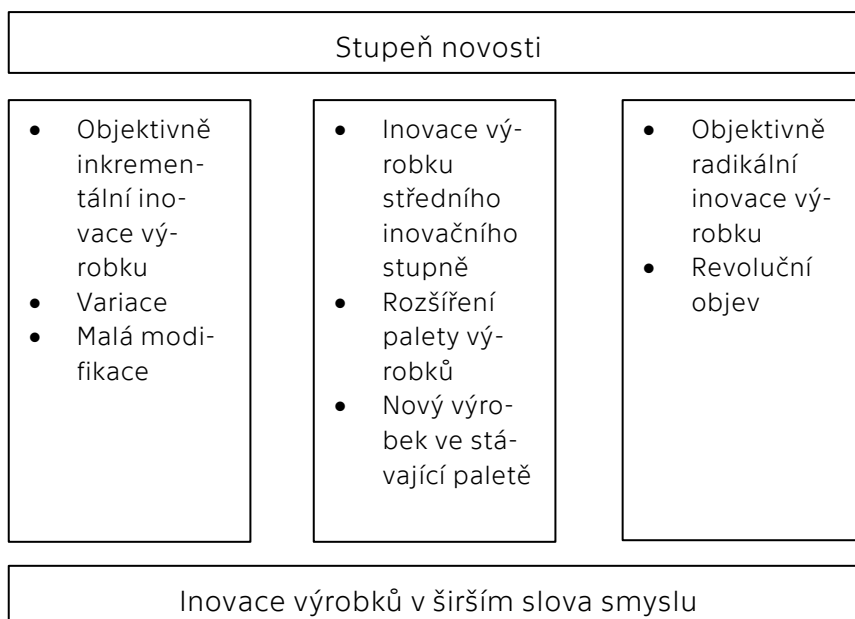 Stupeň novosti
• Objektivně
inkremen-
tální ino-
vace vý-
robku
• Variace
• Malá modi-
fikace
• Inovace vý-
robku
středního
inovačního
stupně
• Rozšíření
palety vý-
robků
• Nový výro-
bek ve stá-
vající paletě
• Objektivně
radikální
inovace vý-
robku
• Revoluční
objev
Inovace výrobků v širším slova smyslu